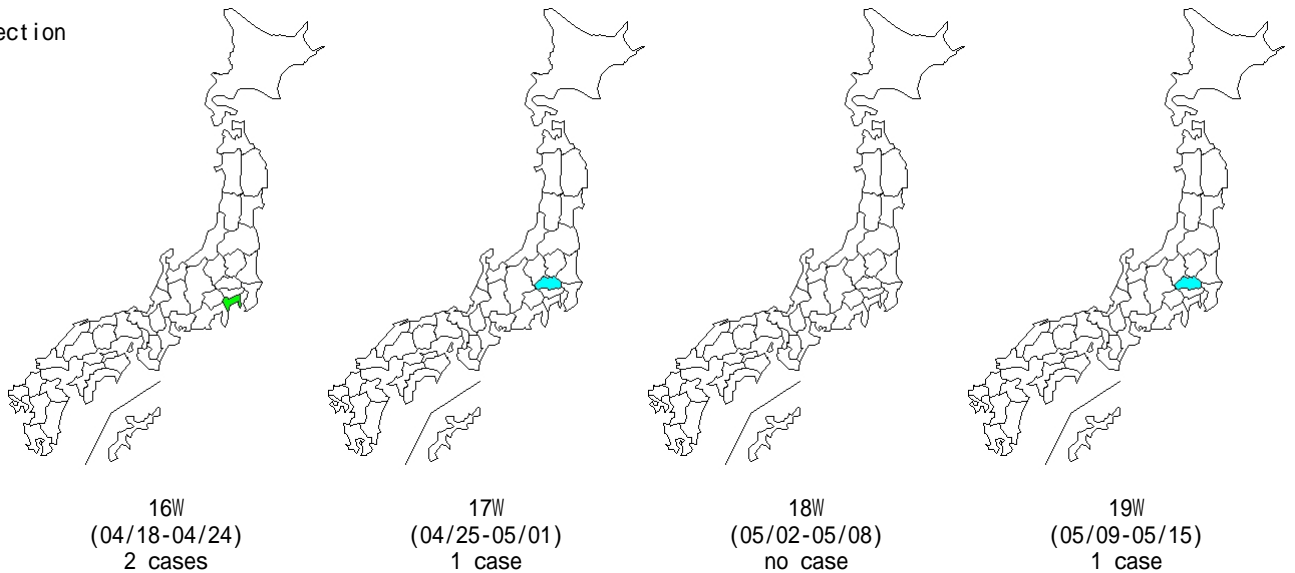 ection
16W
(04/18-04/24)
2 cases
17W
(04/25-05/01)
1 case
18W
(05/02-05/08)
no case
19W
(05/09-05/15)
1 case